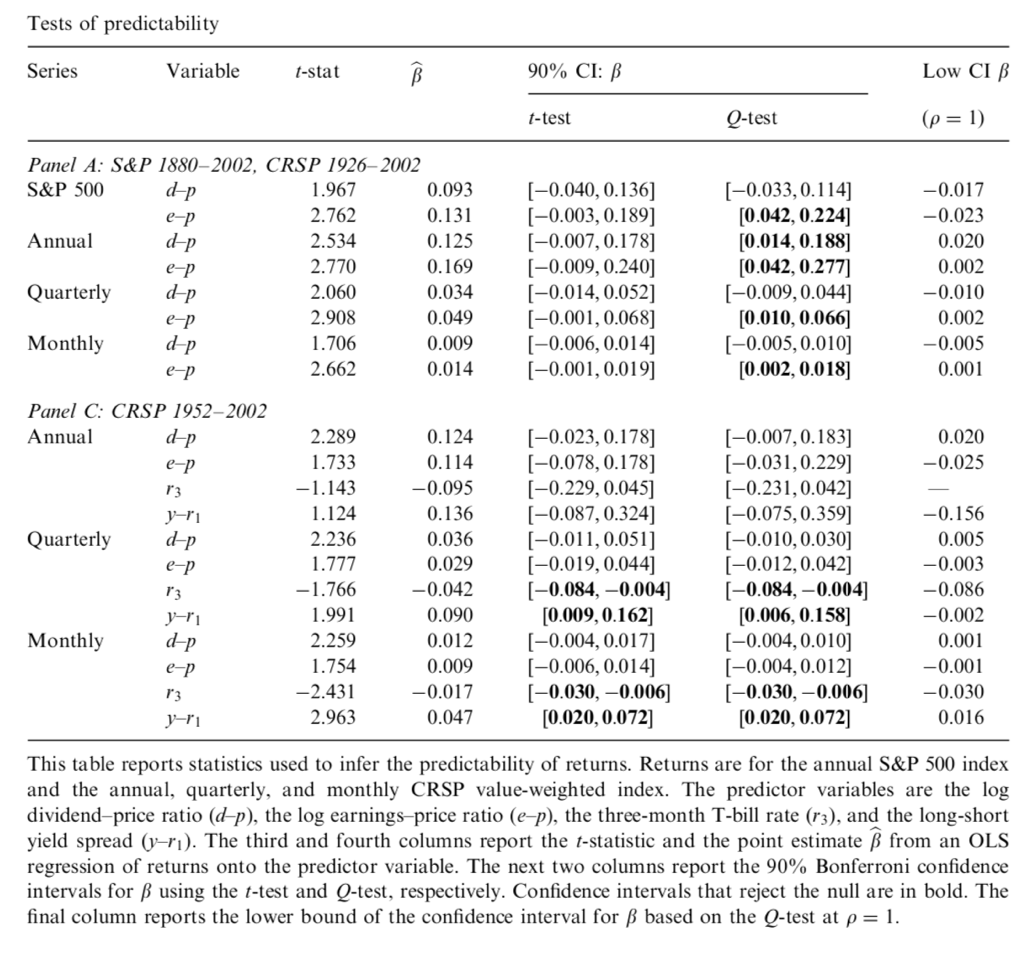 Tests of predictability
Series Variable t-stat β̂ 90% CI: β Low CI β
t-test Q-test (ρ = 1)
Panel A: S&P 1880–2002, CRSP 1926–2002
S&P 500 d–p 1.967 0.093 [−0.040, 0.136] [−0.033, 0.114] −0.017
e–p 2.762 0.131 [−0.003, 0.189] [0.042, 0.224] −0.023
Annual d–p 2.534 0.125 [−0.007, 0.178] [0.014, 0.188] 0.020
e–p 2.770 0.169 [−0.009, 0.240] [0.042, 0.277] 0.002
Quarterly d–p 2.060 0.034 [−0.014, 0.052] [−0.009, 0.044] −0.010
e–p 2.908 0.049 [−0.001, 0.068] [0.010, 0.066] 0.002
Monthly d–p 1.706 0.009 [−0.006, 0.014] [−0.005, 0.010] −0.005
e–p 2.662 0.014 [−0.001, 0.019] [0.002, 0.018] 0.001
Panel C: CRSP 1952–2002
Annual d–p 2.289 0.124 [−0.023, 0.178] [−0.007, 0.183] 0.020
e–p 1.733 0.114 [−0.078, 0.178] [−0.031, 0.229] −0.025
r₃ −1.143 −0.095 [−0.229, 0.045] [−0.231, 0.042] —
y–r₁ 1.124 0.136 [−0.087, 0.324] [−0.075, 0.359] −0.156
Quarterly d–p 2.236 0.036 [−0.011, 0.051] [−0.010, 0.030] 0.005
e–p 1.777 0.029 [−0.019, 0.044] [−0.012, 0.042] −0.003
r₃ −1.766 −0.042 [−0.084, −0.004] [−0.084, −0.004] −0.086
y–r₁ 1.991 0.090 [0.009, 0.162] [0.006, 0.158] −0.002
Monthly d–p 2.259 0.012 [−0.004, 0.017] [−0.004, 0.010] 0.001
e–p 1.754 0.009 [−0.006, 0.014] [−0.004, 0.012] −0.001
r₃ −2.431 −0.017 [−0.030, −0.006] [−0.030, −0.006] −0.030
y–r₁ 2.963 0.047 [0.020, 0.072] [0.020, 0.072] 0.016
This table reports statistics used to infer the predictability of returns. Returns are for the annual S&P 500 index
and the annual, quarterly, and monthly CRSP value-weighted index. The predictor variables are the log
dividend–price ratio (d–p), the log earnings–price ratio (e–p), the three-month T-bill rate (r₃), and the long-short
yield spread (y–r₁). The third and fourth columns report the t-statistic and the point estimate β̂ from an OLS
regression of returns onto the predictor variable. The next two columns report the 90% Bonferroni confidence
intervals for β using the t-test and Q-test, respectively. Confidence intervals that reject the null are in bold. The
final column reports the lower bound of the confidence interval for β based on the Q-test at ρ = 1.